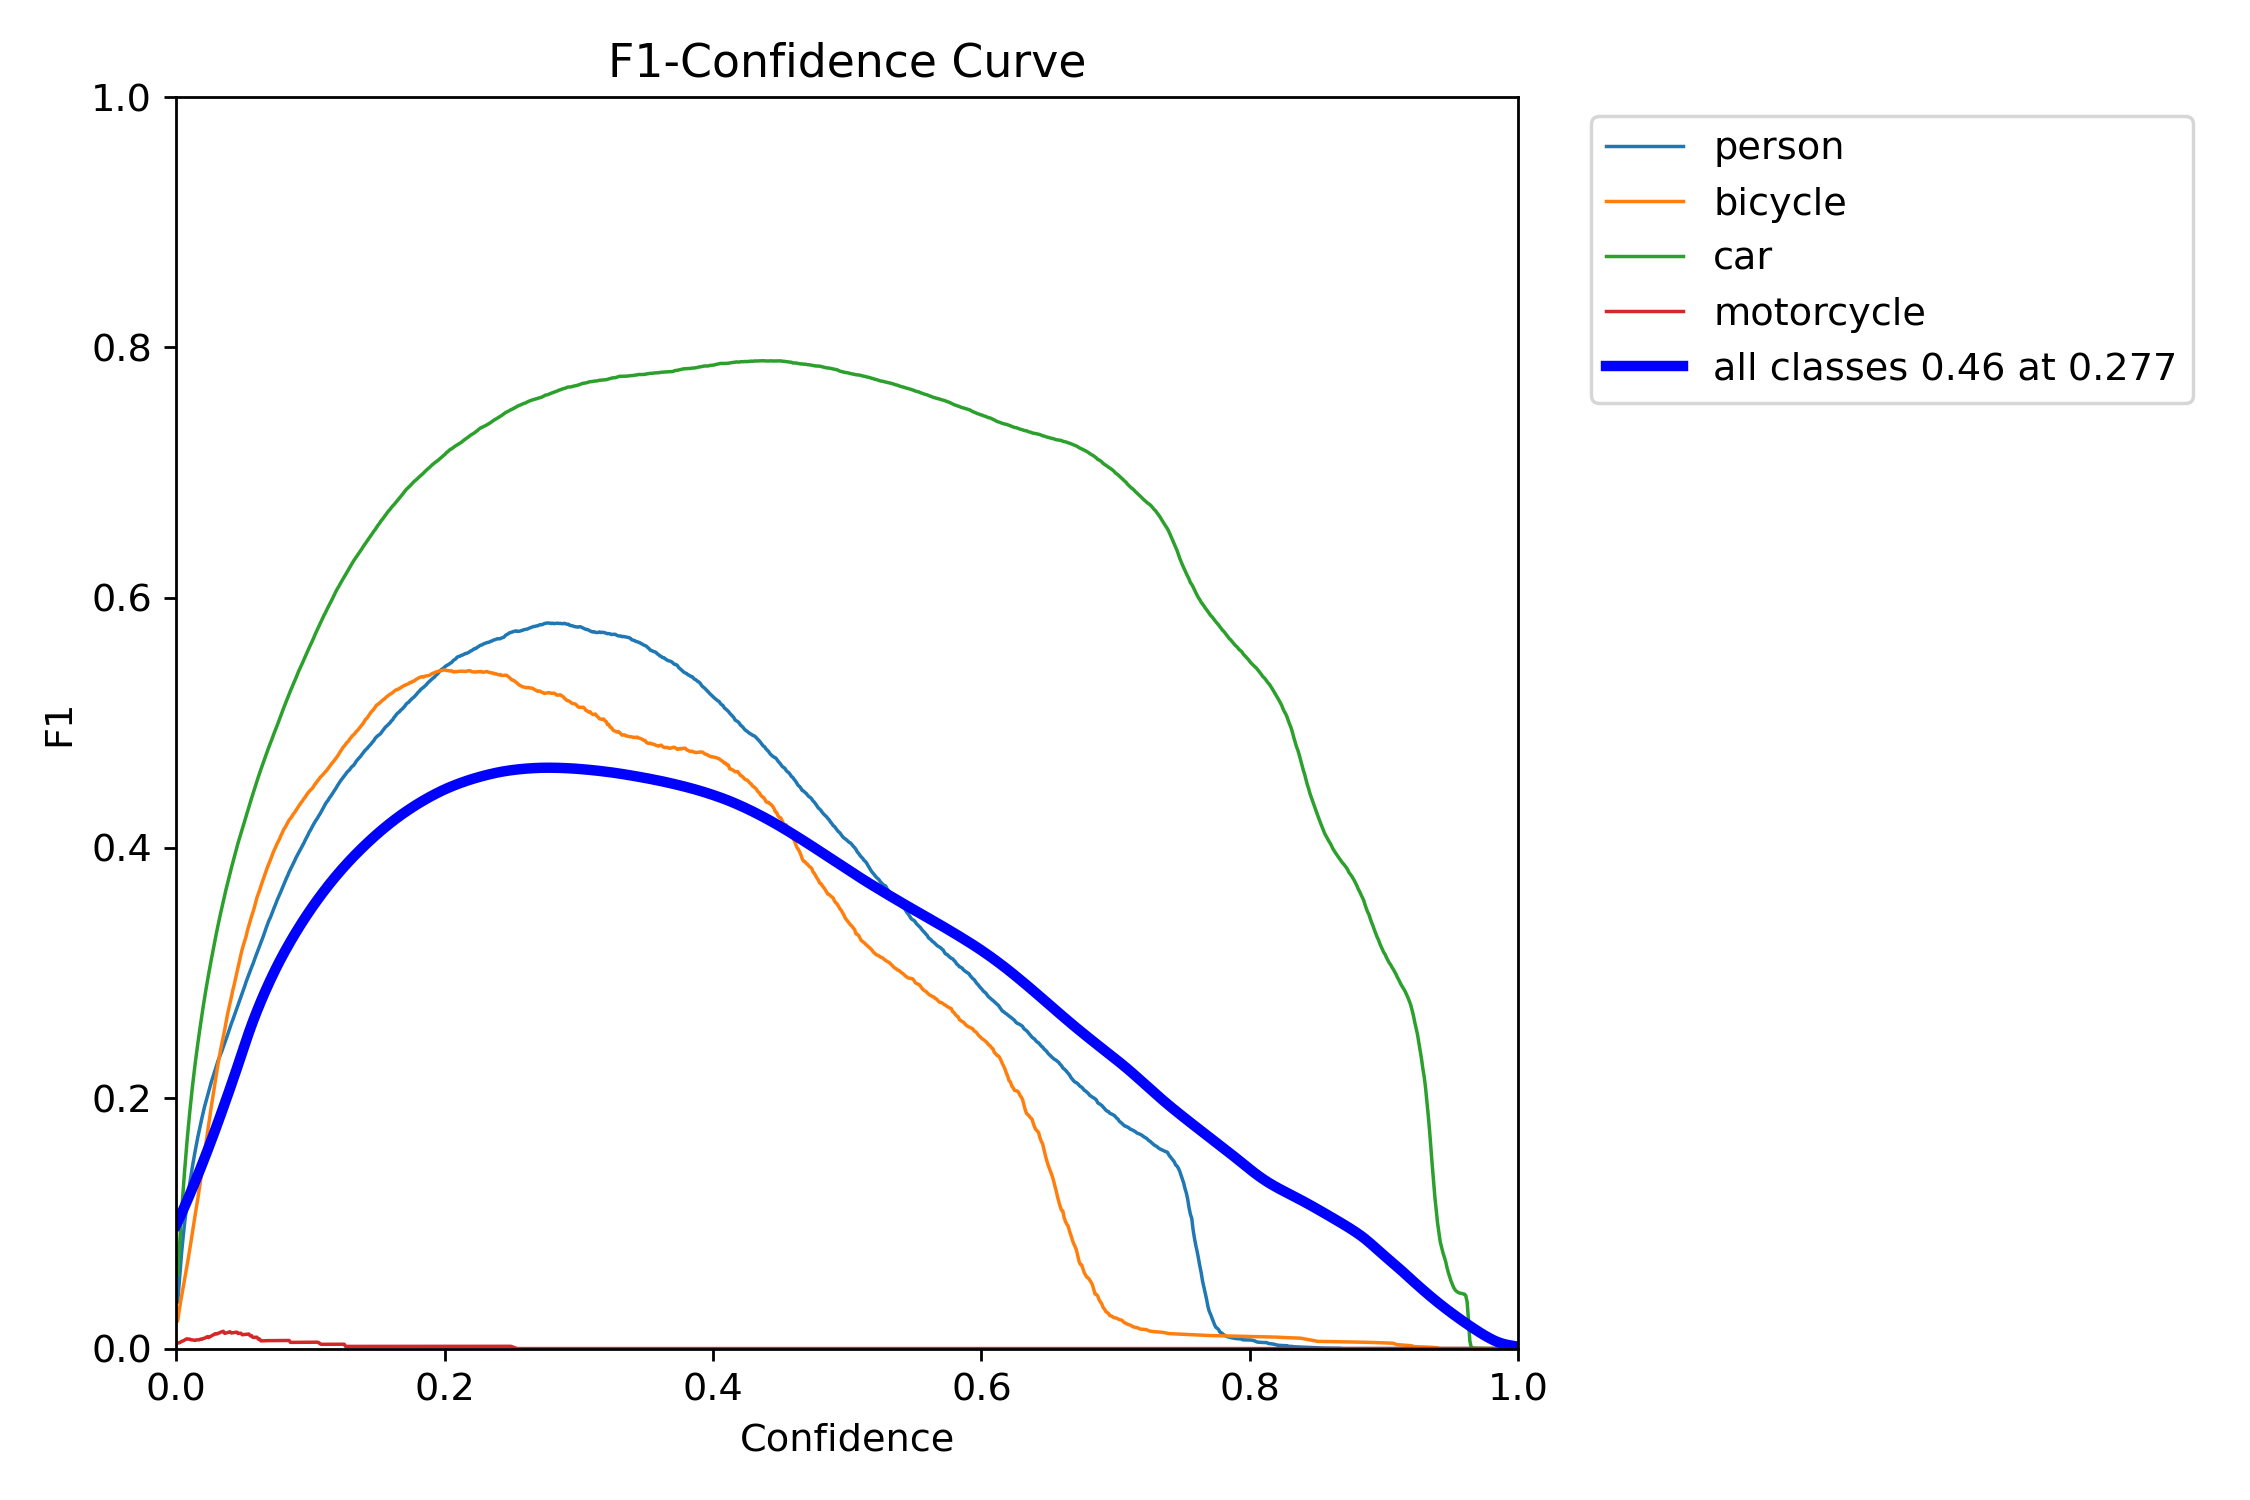 F1-Confidence Curve
1.0
0.8
0.6
0.4
0.2
0.0
F1
0.0 0.2 0.4 0.6 0.8 1.0
Confidence
person
bicycle
car
motorcycle
all classes 0.46 at 0.277